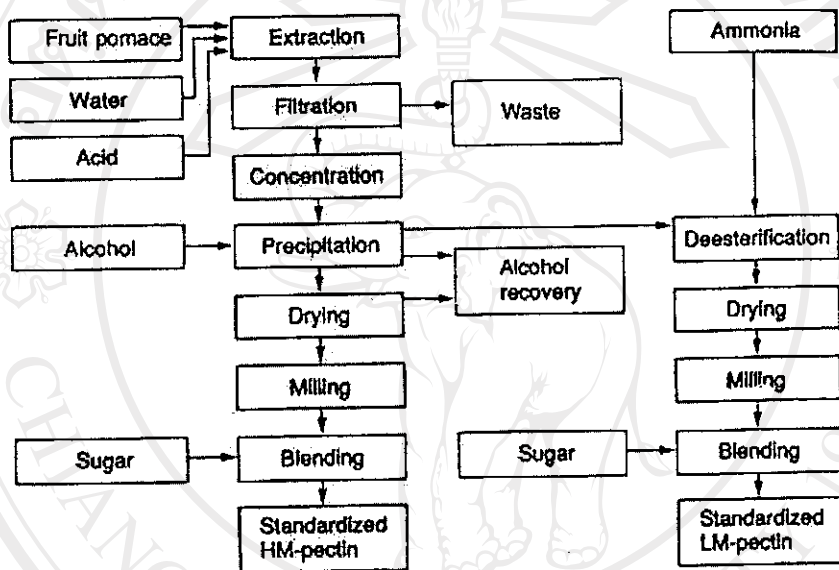 Fruit pomace
Extraction
Ammonia
Water
Filtration
Waste
Acid
Concentration
Alcohol
Precipitation
Deesterification
Alcohol
recovery
Drying
Drying
Milling
Milling
Sugar
Blending
Sugar
Blending
Standardized
HM-pectin
Standardized
LM-pectin
CHIANG